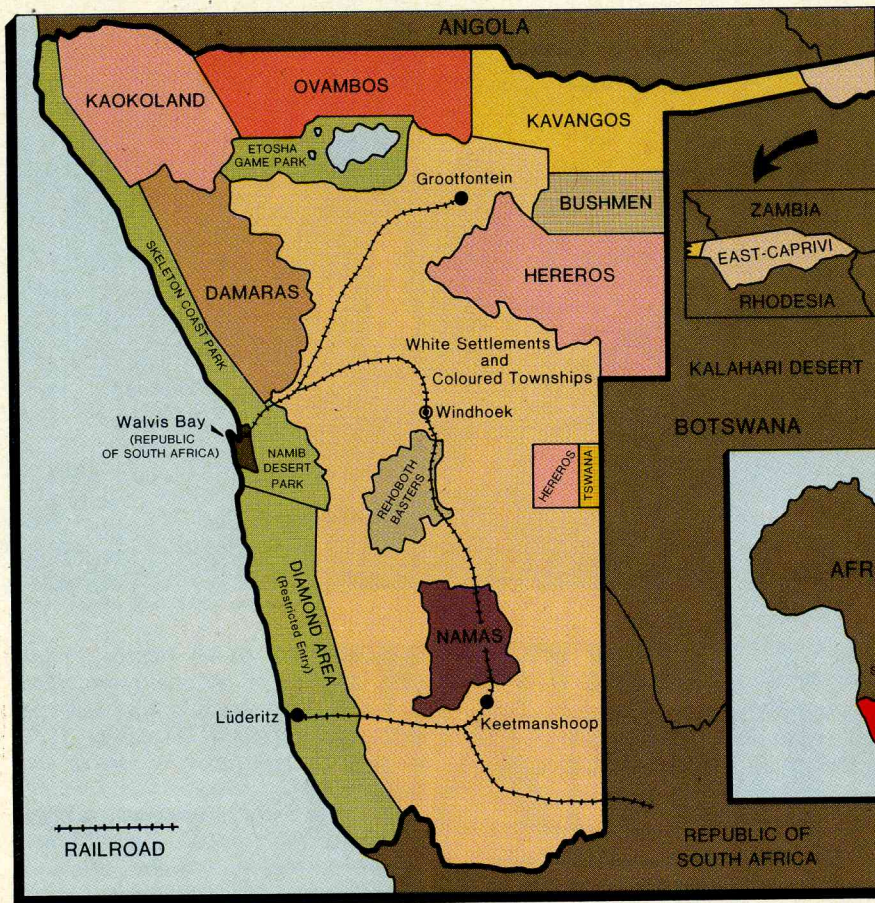 ANGOLA
KAOKOLAND
OVAMBOS
KAVANGOS
ETOSHA
GAME PARK
Grootfontein
BUSHMEN
ZAMBIA
EAST-CAPRIVI
RHODESIA
SKELETON COAST PARK
DAMARAS
HEREROS
White Settlements
and
Coloured Townships
KALAHARI DESERT
Windhoek
Walvis Bay
(REPUBLIC
OF SOUTH AFRICA)
BOTSWANA
NAMIB
DESERT
PARK
REHOBOTH
BASTERS
HEREROS
TSWANA
AFRI
DIAMOND AREA
(Restricted Entry)
NAMAS
Lüderitz
Keetmanshoop
RAILROAD
REPUBLIC OF
SOUTH AFRICA